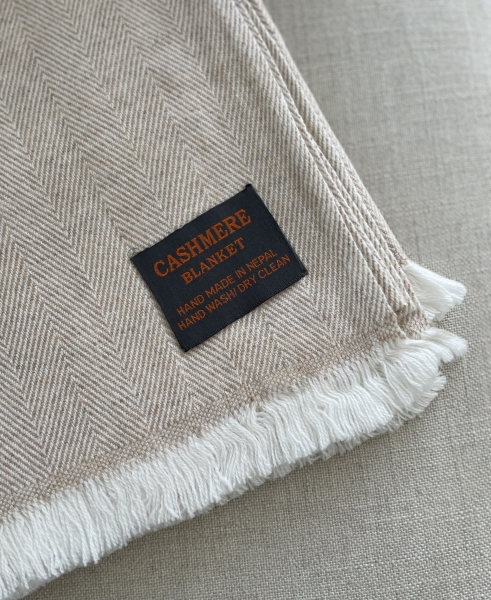 CASHMERE
BLANKET
HAND MADE IN NEPAL
HAND WASH/ DRY CLEAN